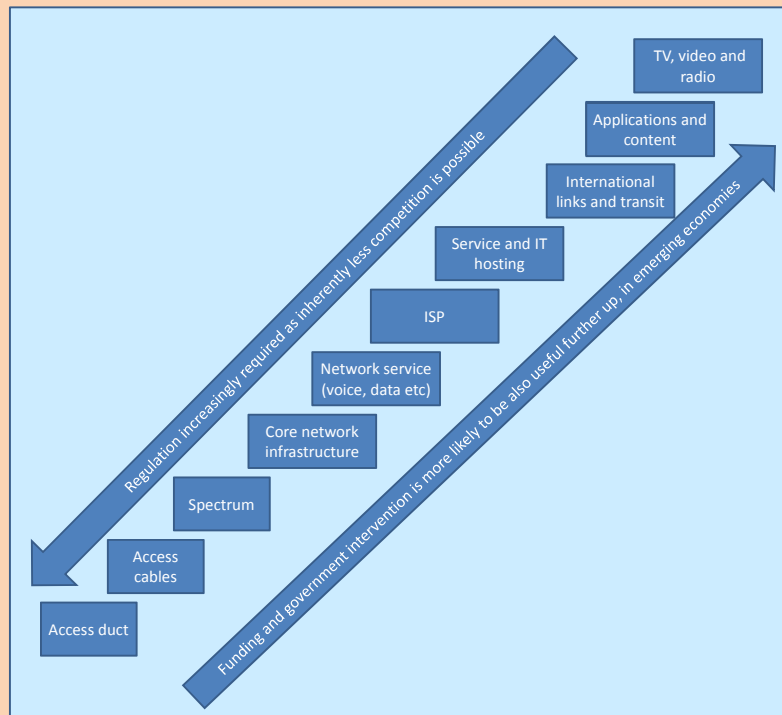 TV, video and
radio
Applications and
content
International
links and transit
Service and IT
hosting
ISP
Network service
(voice, data etc)
Core network
infrastructure
Spectrum
Access
cables
Access duct
Regulation increasingly required as inherently less competition is possible
Funding and government intervention is more likely to be also useful further up, in emerging economies